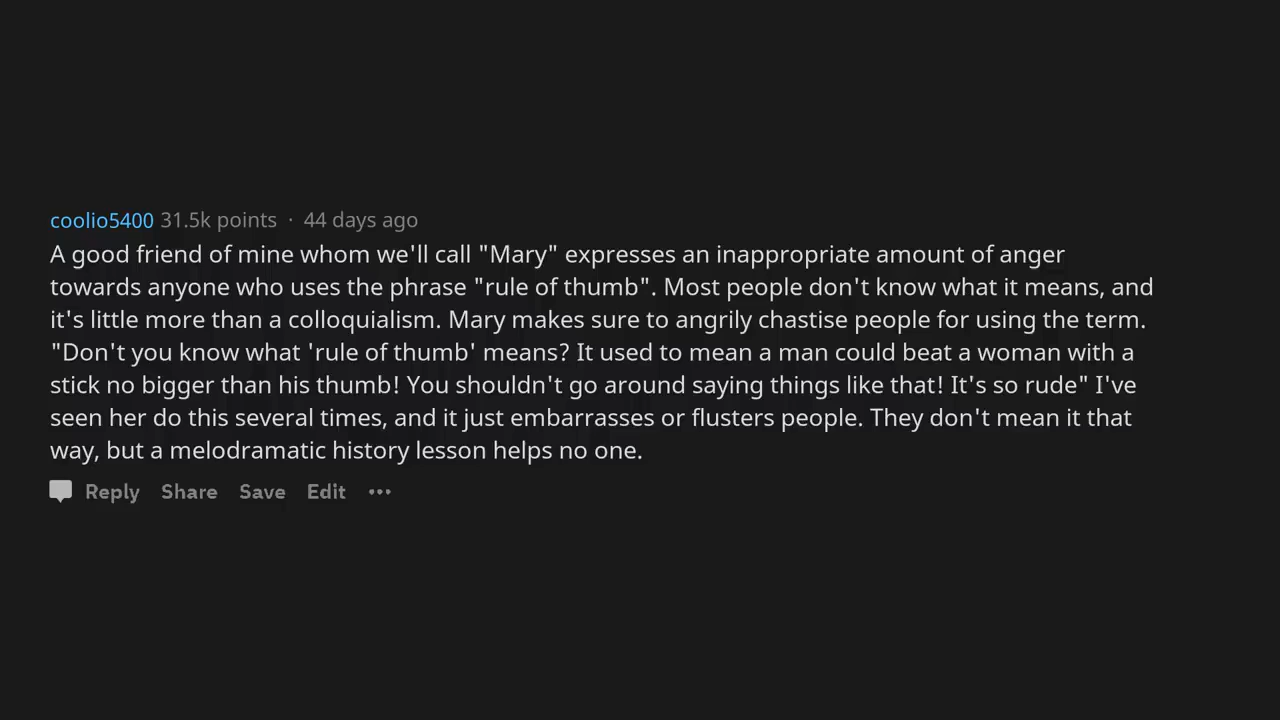 coolio5400 31.5k points · 44 days ago
A good friend of mine whom we'll call "Mary" expresses an inappropriate amount of anger
towards anyone who uses the phrase "rule of thumb". Most people don't know what it means, and
it's little more than a colloquialism. Mary makes sure to angrily chastise people for using the term.
"Don't you know what 'rule of thumb' means? It used to mean a man could beat a woman with a
stick no bigger than his thumb! You shouldn't go around saying things like that! It's so rude" I've
seen her do this several times, and it just embarrasses or flusters people. They don't mean it that
way, but a melodramatic history lesson helps no one.
Reply Share Save Edit •••